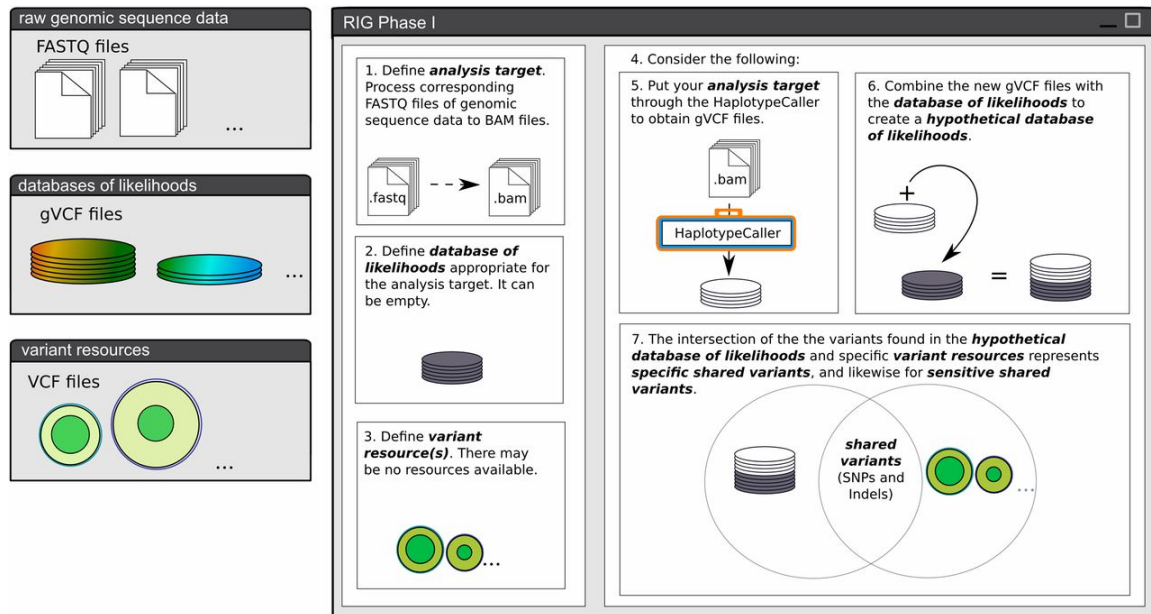 raw genomic sequence data
FASTQ files
...
databases of likelihoods
gVCF files
...
variant resources
VCF files
...
RIG Phase I
1. Define analysis target.
Process corresponding
FASTQ files of genomic
sequence data to BAM files.
.fastq
.bam
2. Define database of
likelihoods appropriate for
the analysis target. It can
be empty.
3. Define variant
resource(s). There may
be no resources available.
...
4. Consider the following:
5. Put your analysis target
through the HaplotypeCaller
to obtain gVCF files.
.bam
HaplotypeCaller
6. Combine the new gVCF files with
the database of likelihoods to
create a hypothetical database
of likelihoods.
+
=
7. The intersection of the the variants found in the hypothetical
database of likelihoods and specific variant resources represents
specific shared variants, and likewise for sensitive shared
variants.
shared
variants
(SNPs and
Indels)
...